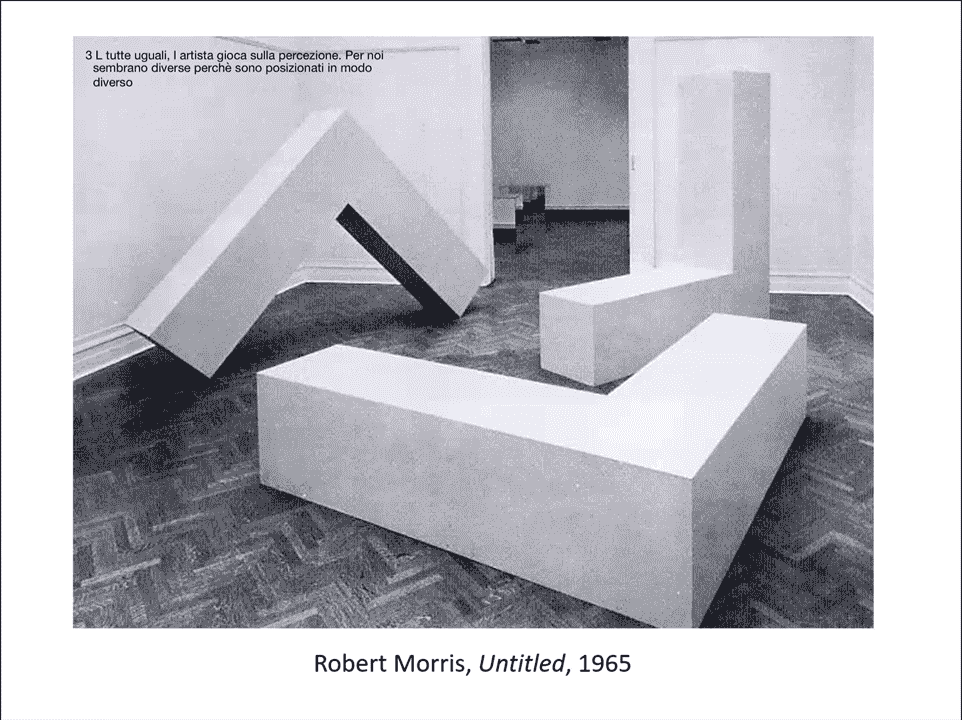 3 L tutte uguali, l artista gioca sulla percezione. Per noi
sembrano diverse perchè sono posizionati in modo
diverso
Robert Morris, Untitled, 1965